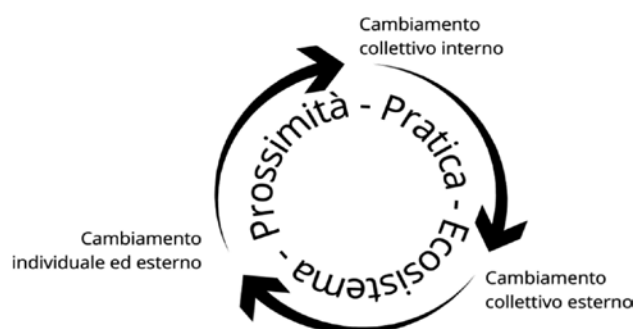 Cambiamento
collettivo interno
Prossimità - Pratica - Ecosistema -
Cambiamento
individuale ed esterno
Cambiamento
collettivo esterno